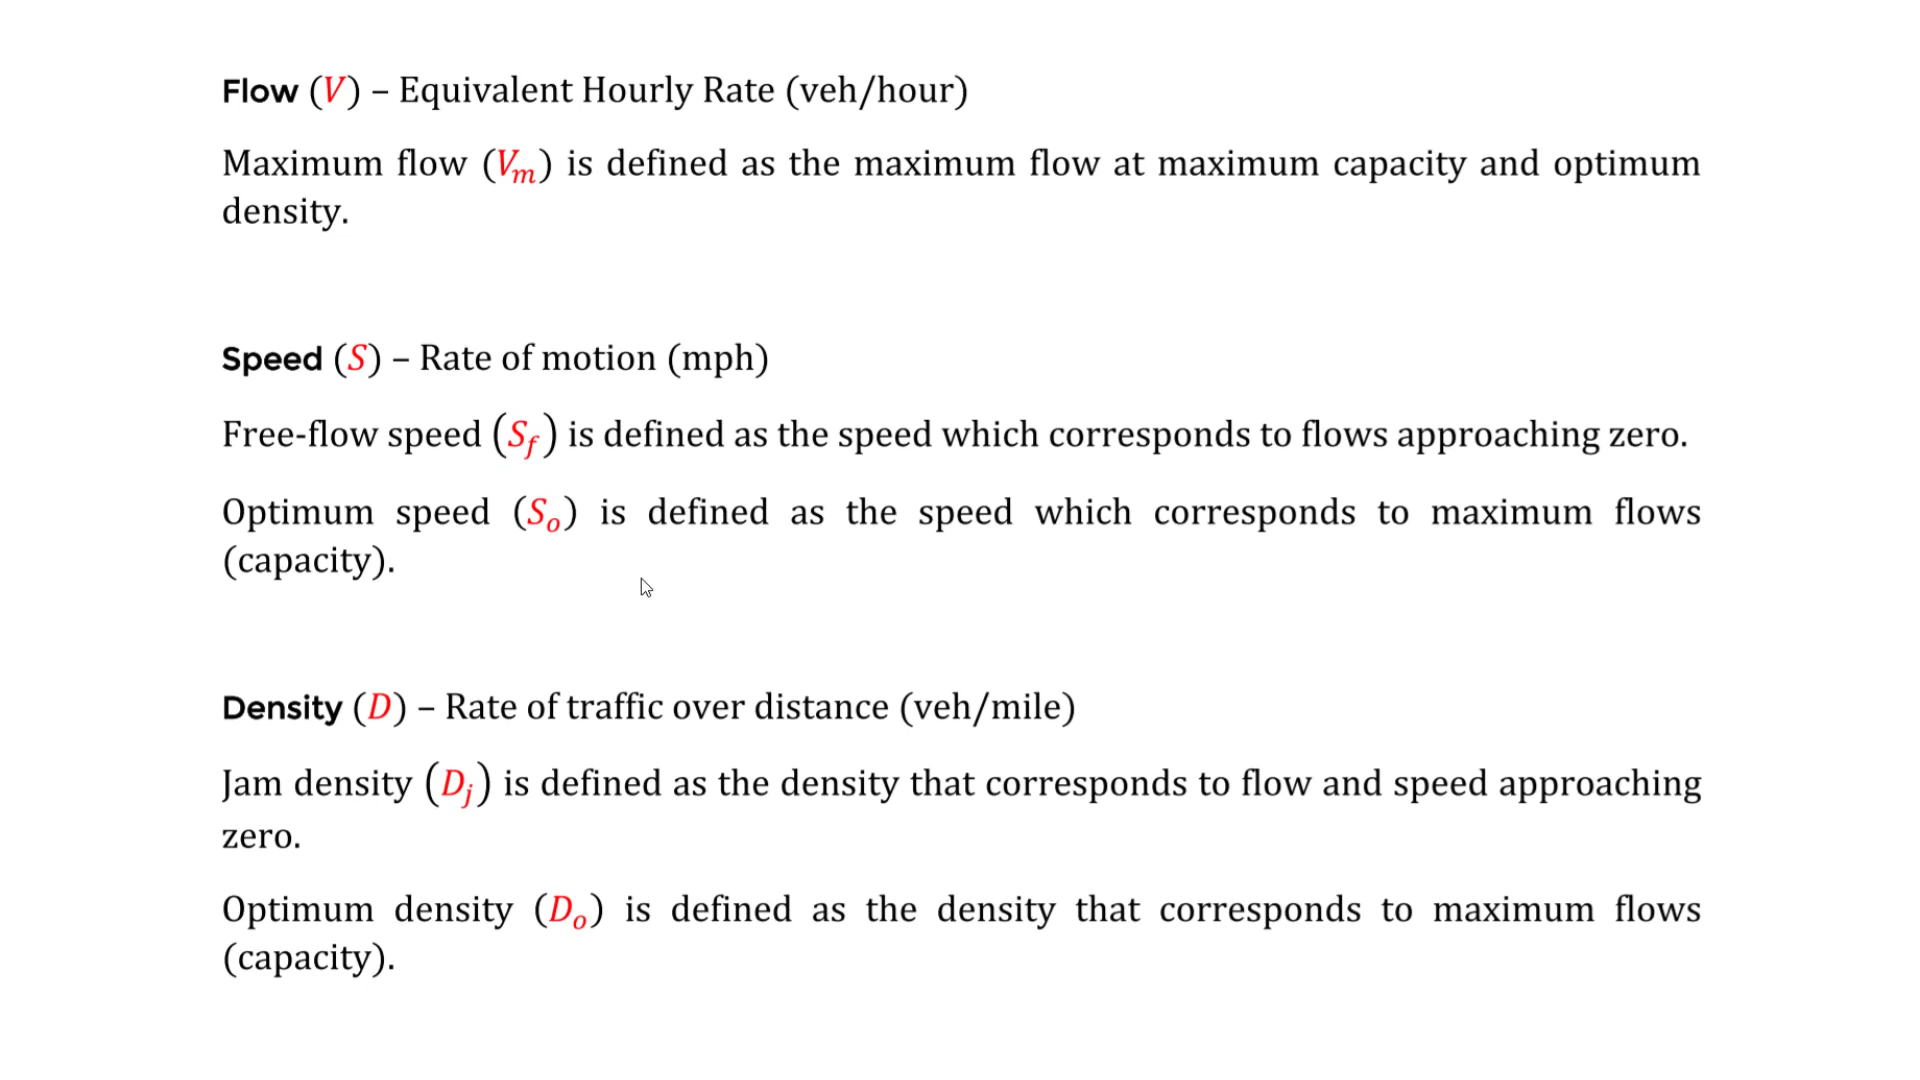 Flow (V) – Equivalent Hourly Rate (veh/hour)
Maximum flow (Vₘ) is defined as the maximum flow at maximum capacity and optimum
density.
Speed (S) – Rate of motion (mph)
Free-flow speed (S_f) is defined as the speed which corresponds to flows approaching zero.
Optimum speed (Sₒ) is defined as the speed which corresponds to maximum flows
(capacity).
Density (D) – Rate of traffic over distance (veh/mile)
Jam density (Dⱼ) is defined as the density that corresponds to flow and speed approaching
zero.
Optimum density (Dₒ) is defined as the density that corresponds to maximum flows
(capacity).